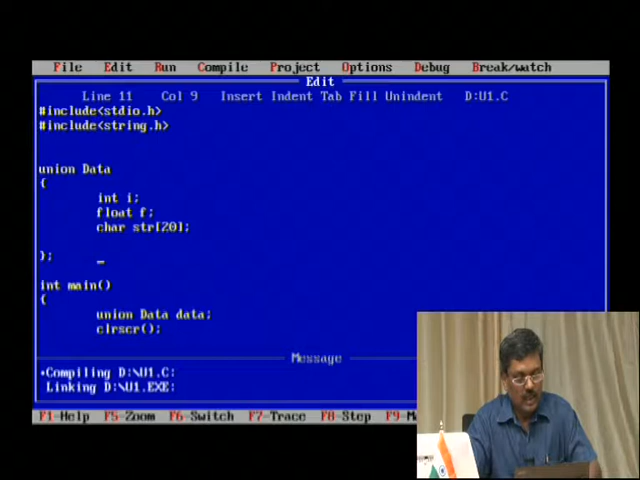 File Edit Run Compile Project Options Debug Break/watch
Edit
Line 11 Col 9 Insert Indent Tab Fill Unindent D:U1.C
#include<stdio.h>
#include<string.h>
union Data
{
int i;
float f;
char str[20];
};
int main()
{
union Data data;
clrscr();
Message
•Compiling D:\U1.C:
Linking D:\U1.EXE:
F1-Help F5-Zoom F6-Switch F7-Trace F8-Step F9-M